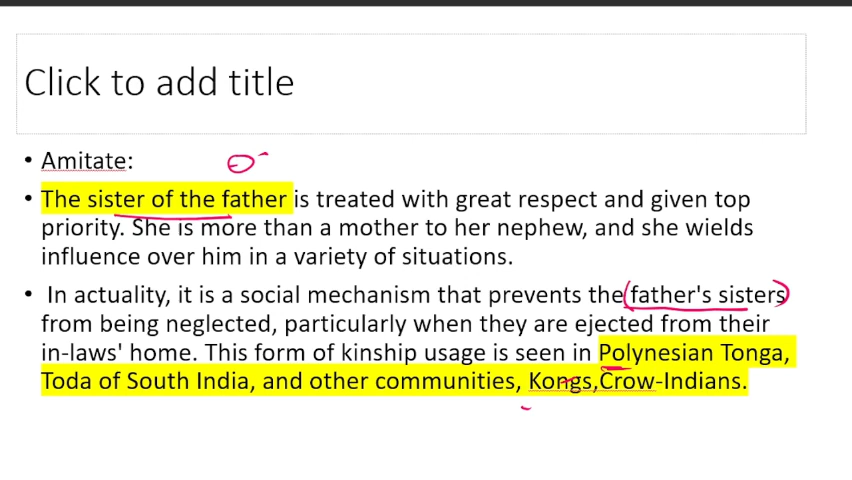 Click to add title
• Amitate:
• The sister of the father is treated with great respect and given top
priority. She is more than a mother to her nephew, and she wields
influence over him in a variety of situations.
• In actuality, it is a social mechanism that prevents the father's sisters
from being neglected, particularly when they are ejected from their
in-laws' home. This form of kinship usage is seen in Polynesian Tonga,
Toda of South India, and other communities, Kongs,Crow-Indians.